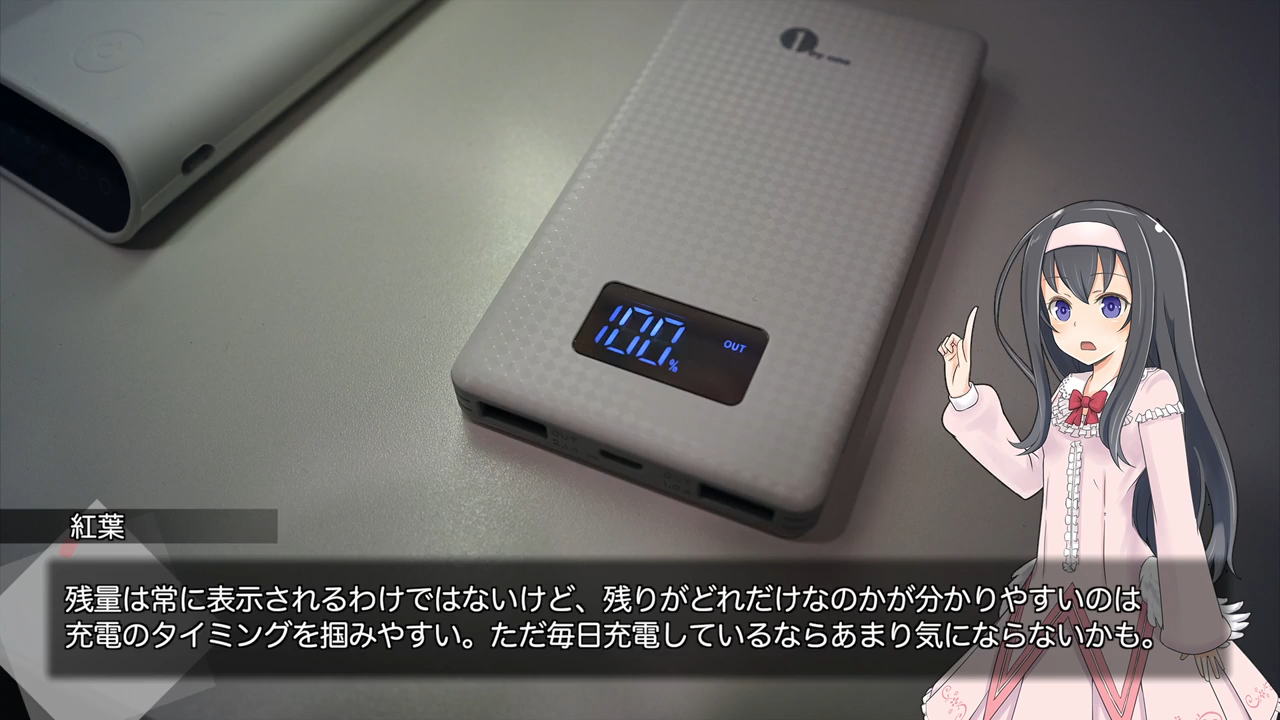 1
by one
100%
OUT
紅葉
残量は常に表示されるわけではないけど、残りがどれだけなのかが分かりやすいのは
充電のタイミングを掴みやすい。ただ毎日充電しているならあまり気にならないかも。